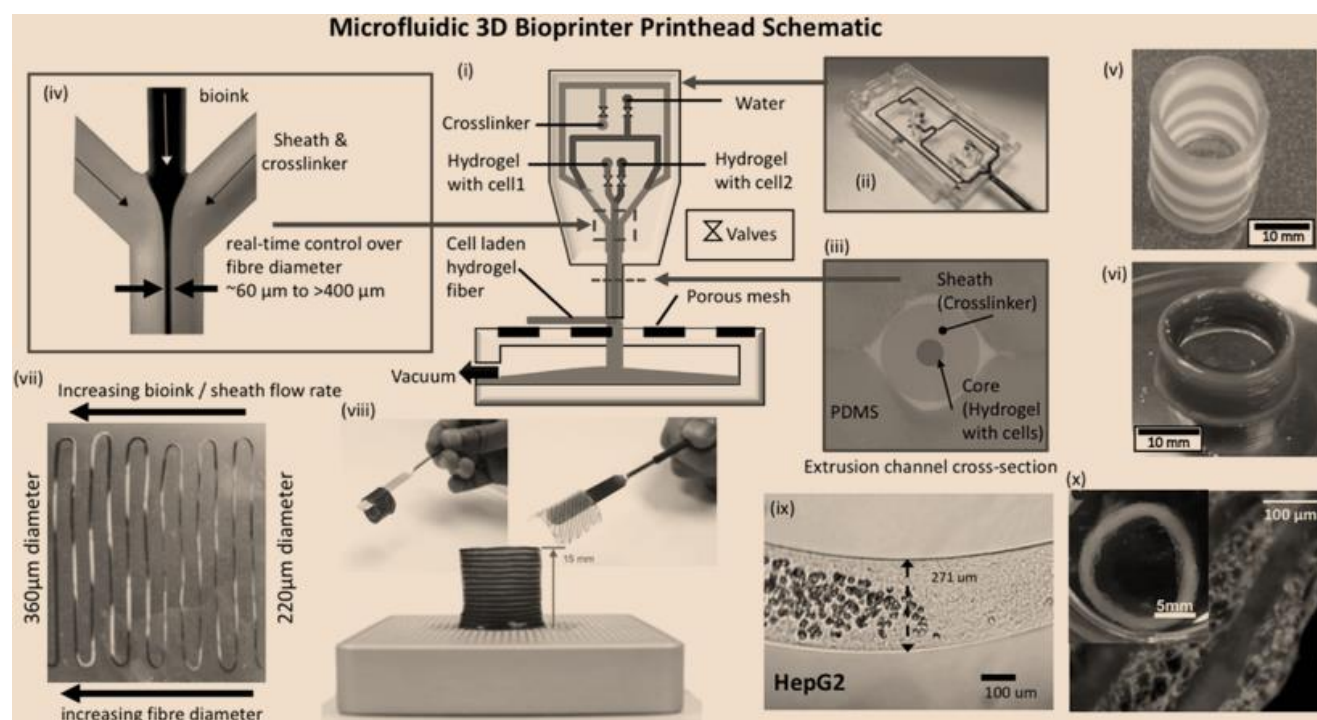 Microfluidic 3D Bioprinter Printhead Schematic
(iv)
bioink
Sheath &
crosslinker
real-time control over
fibre diameter
~60 μm to >400 μm
(i)
Water
Crosslinker
Hydrogel
with cell1
Hydrogel
with cell2
Valves
Cell laden
hydrogel
fiber
Porous mesh
Vacuum
(ii)
(iii)
Sheath
(Crosslinker)
Core
(Hydrogel
with cells)
PDMS
Extrusion channel cross-section
(v)
10 mm
(vi)
10 mm
(vii)
Increasing bioink / sheath flow rate
360μm diameter
220μm diameter
increasing fibre diameter
(viii)
15 mm
(ix)
271 um
HepG2
100 um
(x)
100 μm
5mm